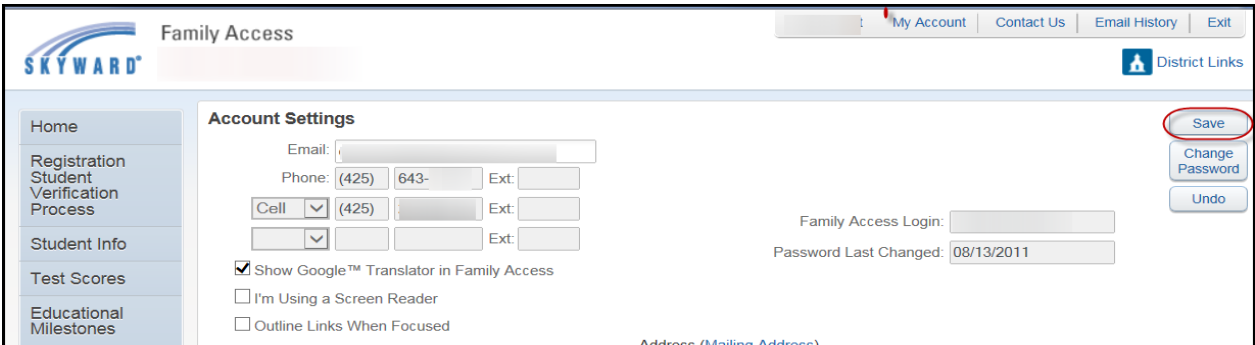 Family Access
SKYWARD®
My Account
Contact Us
Email History
Exit
District Links
Home
Registration
Student
Verification
Process
Student Info
Test Scores
Educational
Milestones
Account Settings
Email:
Phone: (425) 643- Ext:
Cell (425) Ext:
Ext:
Show Google™ Translator in Family Access
I'm Using a Screen Reader
Outline Links When Focused
Family Access Login:
Password Last Changed: 08/13/2011
Address (Mailing Address)
Save
Change
Password
Undo